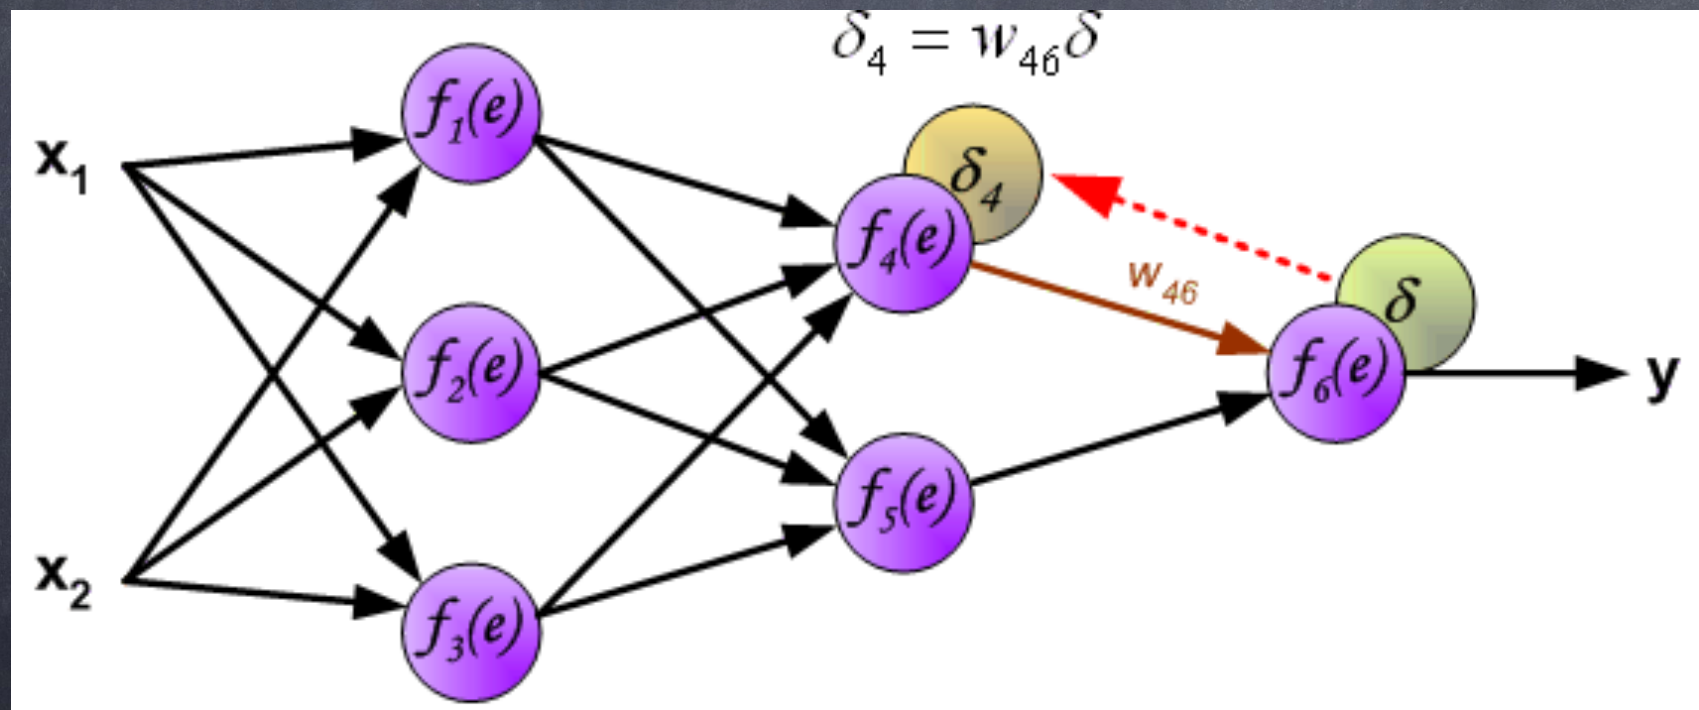 δ₄ = w₄₆δ
f₁(e)
x₁
δ₄
f₄(e)
w₄₆
δ
f₂(e)
f₆(e)
y
f₅(e)
x₂
f₃(e)